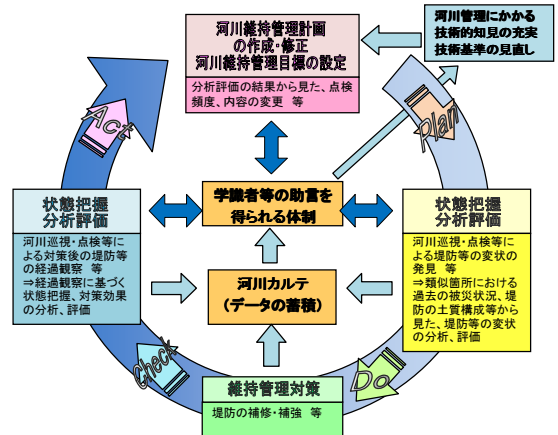 河川維持管理計画
の作成・修正
河川維持管理目標の設定
分析評価の結果から見た、点検
頻度、内容の変更 等
河川管理にかかる
技術的知見の充実
技術基準の見直し
Act
Plan
学識者等の助言を
得られる体制
状態把握
分析評価
河川巡視・点検等に
よる対策後の堤防等
の経過観察 等
⇒経過観察に基づく
状態把握、対策効果
の分析、評価
状態把握
分析評価
河川巡視・点検等に
よる堤防等の変状の
発見 等
⇒類似箇所における
過去の被災状況、堤
防の土質構成等から
見た、堤防等の変状
の分析、評価
河川カルテ
(データの蓄積)
Check
Do
維持管理対策
堤防の補修・補強 等